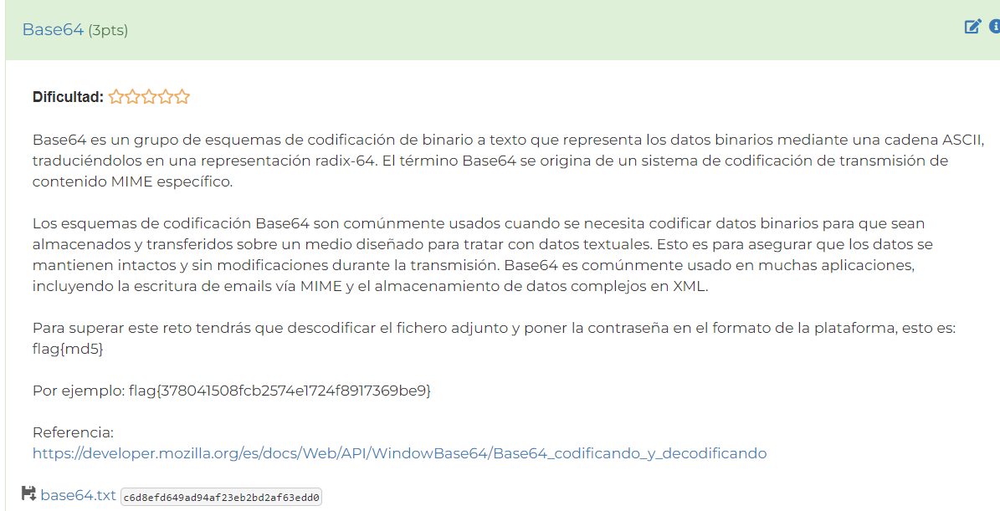 Base64 (3pts)
Dificultad:
Base64 es un grupo de esquemas de codificación de binario a texto que representa los datos binarios mediante una cadena ASCII,
traduciéndolos en una representación radix-64. El término Base64 se origina de un sistema de codificación de transmisión de
contenido MIME específico.
Los esquemas de codificación Base64 son comúnmente usados cuando se necesita codificar datos binarios para que sean
almacenados y transferidos sobre un medio diseñado para tratar con datos textuales. Esto es para asegurar que los datos se
mantienen intactos y sin modificaciones durante la transmisión. Base64 es comúnmente usado en muchas aplicaciones,
incluyendo la escritura de emails vía MIME y el almacenamiento de datos complejos en XML.
Para superar este reto tendrás que descodificar el fichero adjunto y poner la contraseña en el formato de la plataforma, esto es:
flag{md5}
Por ejemplo: flag{378041508fcb2574e1724f8917369be9}
Referencia:
https://developer.mozilla.org/es/docs/Web/API/WindowBase64/Base64_codificando_y_decodificando
base64.txt c6d8efd649ad94af23eb2bd2af63edd0